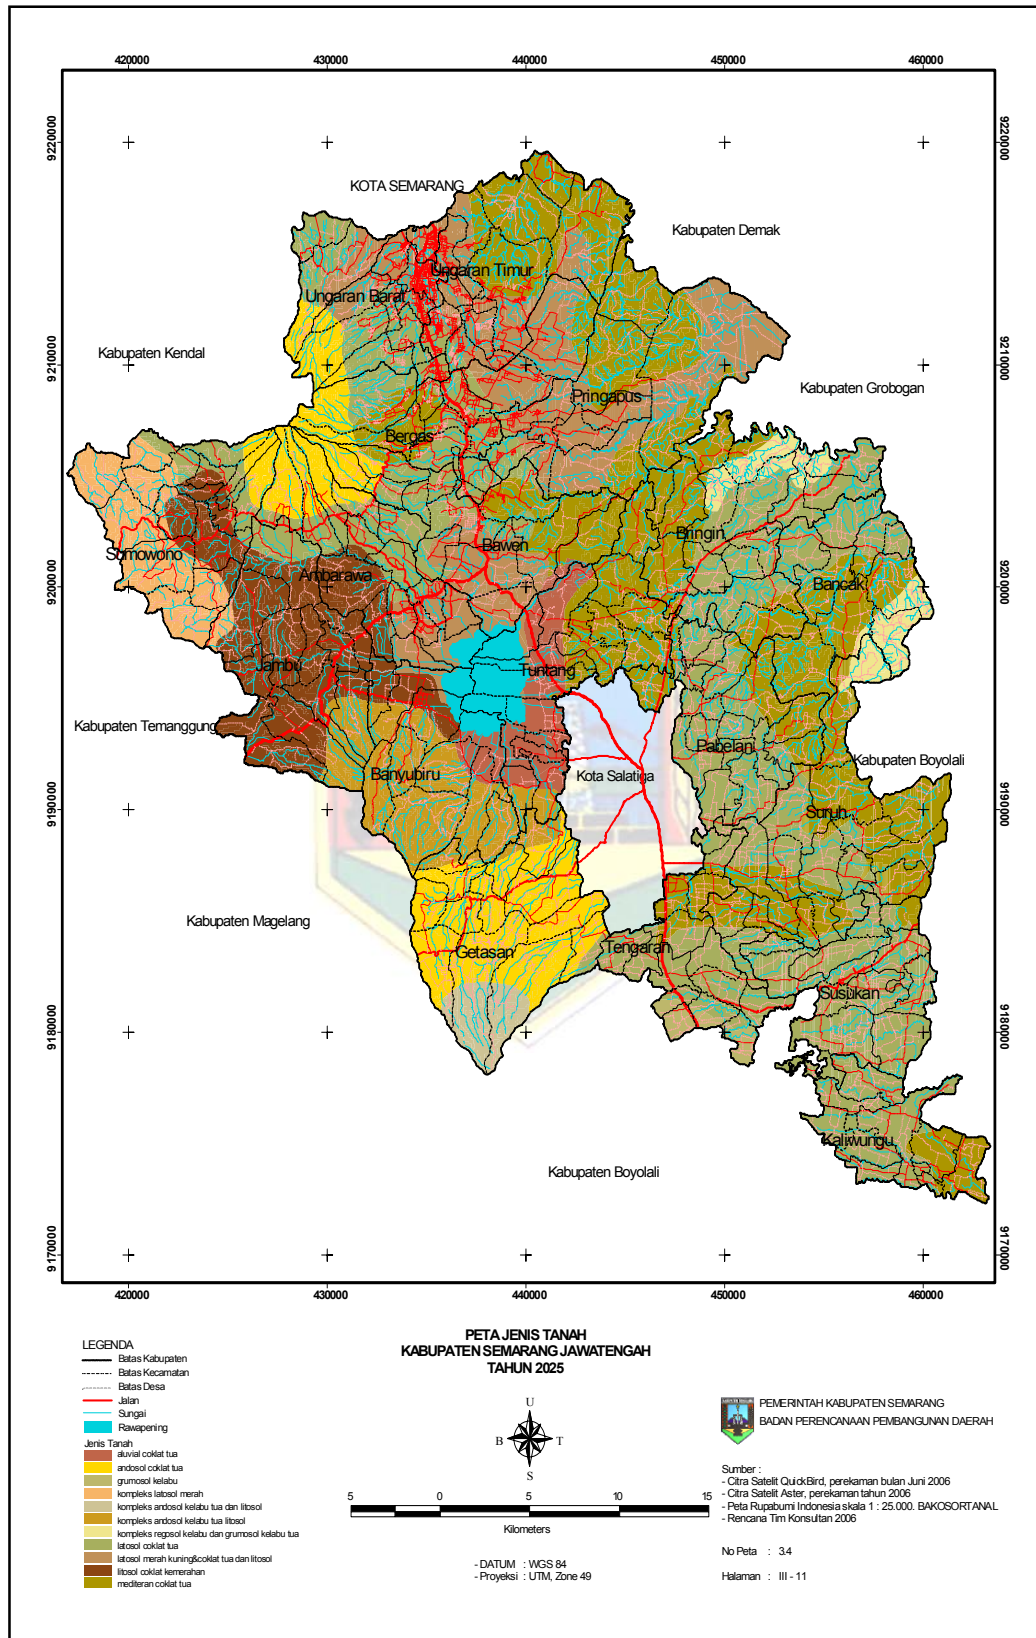 420000
430000
440000
450000
460000
9220000
9220000
KOTA SEMARANG
Kabupaten Demak
Ungaran Timur
Ungaran Barat
Kabupaten Kendal
9210000
9210000
Kabupaten Grobogan
Pringapus
Bergas
Bringin
Bawen
Somowono
Ambarawa
Bancak
9200000
9200000
Jambu
Tuntang
Kabupaten Temanggung
Pabelan
Kabupaten Boyolali
Banyubiru
Kota Salatiga
Suruh
9190000
9190000
Kabupaten Magelang
Getasan
Tengaran
Susukan
9180000
9180000
Kaliwungu
Kabupaten Boyolali
9170000
9170000
420000
430000
440000
450000
460000
LEGENDA
Batas Kabupaten
Batas Kecamatan
Batas Desa
Jalan
Sungai
Rawapening
Jenis Tanah
aluvial coklat tua
andosol coklat tua
grumosol kelabu
kompleks latosol merah
kompleks andosol kelabu tua dan litosol
kompleks andosol kelabu tua litosol
kompleks regosol kelabu dan grumosol kelabu tua
latosol coklat tua
latosol merah kuning&coklat tua dan litosol
litosol coklat kemerahan
mediteran coklat tua
PETA JENIS TANAH
KABUPATEN SEMARANG JAWATENGAH
TAHUN 2025
U
B
T
S
5
0
5
10
15
Kilometers
- DATUM : WGS 84
- Proyeksi : UTM, Zone 49
PEMERINTAH KABUPATEN SEMARANG
BADAN PERENCANAAN PEMBANGUNAN DAERAH
Sumber :
- Citra Satelit QuickBird, perekaman bulan Juni 2006
- Citra Satelit Aster, perekaman tahun 2006
- Peta Rupabumi Indonesia skala 1 : 25.000. BAKOSORTANAL
- Rencana Tim Konsultan 2006
No Peta : 3.4
Halaman : III - 11